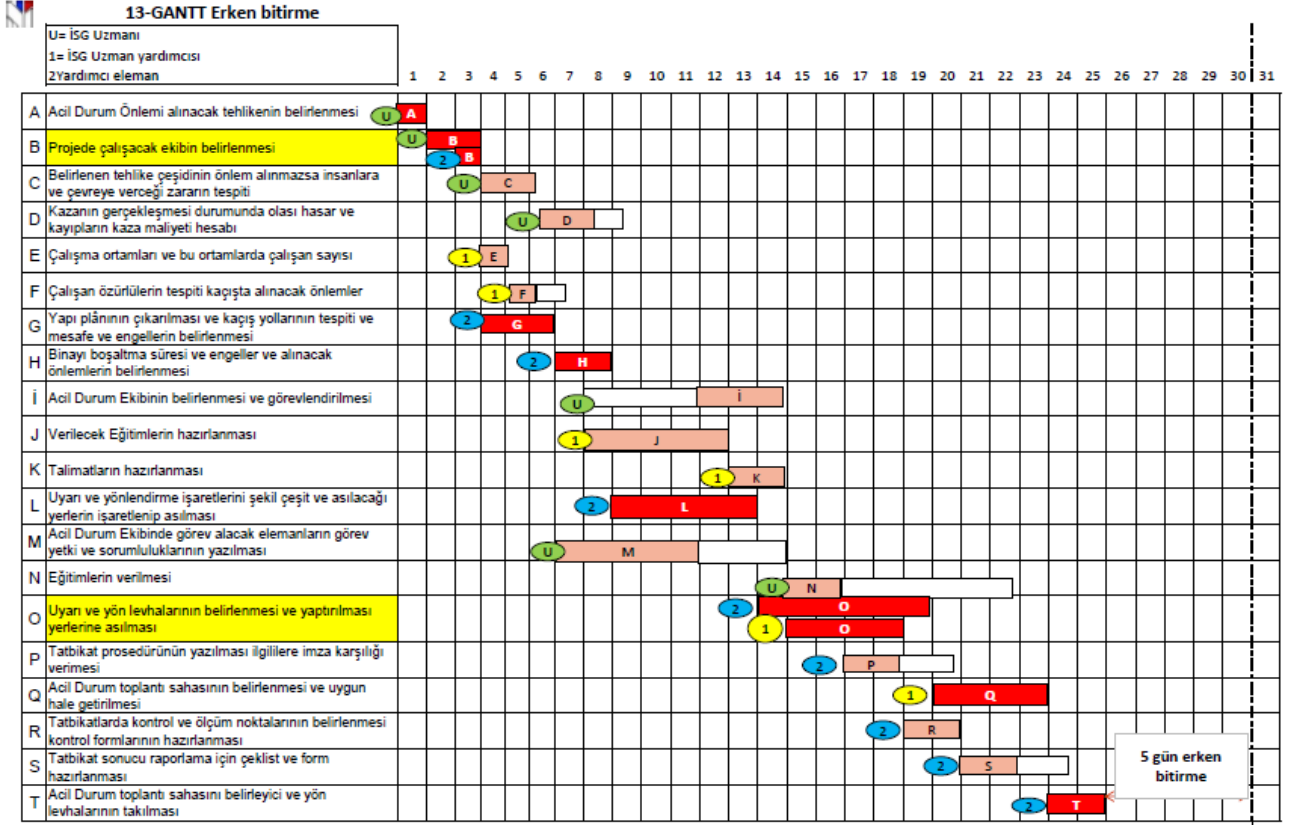 13-GANTT Erken bitirme
U= İSG Uzmanı
1= İSG Uzman yardımcısı
2Yardımcı eleman
1 2 3 4 5 6 7 8 9 10 11 12 13 14 15 16 17 18 19 20 21 22 23 24 25 26 27 28 29 30 31
A Acil Durum Önlemi alınacak tehlikenin belirlenmesi U A
B Projede çalışacak ekibin belirlenmesi U B
2 B
C Belirlenen tehlike çeşidinin önlem alınmazsa insanlara
ve çevreye verceği zararın tespiti U C
D Kazanın gerçekleşmesi durumunda olası hasar ve
kayıpların kaza maliyeti hesabı U D
E Çalışma ortamları ve bu ortamlarda çalışan sayısı 1 E
F Çalışan özürlülerin tespiti kaçışta alınacak önlemler 1 F
G Yapı plânının çıkarılması ve kaçış yollarının tespiti ve
mesafe ve engellerin belirlenmesi 2 G
H Binayı boşaltma süresi ve engeller ve alınacak
önlemlerin belirlenmesi 2 H
İ Acil Durum Ekibinin belirlenmesi ve görevlendirilmesi U İ
J Verilecek Eğitimlerin hazırlanması 1 J
K Talimatların hazırlanması 1 K
L Uyarı ve yönlendirme işaretlerini şekil çeşit ve asılacağı
yerlerin işaretlenip asılması 2 L
M Acil Durum Ekibinde görev alacak elemanların görev
yetki ve sorumluluklarının yazılması U M
N Eğitimlerin verilmesi U N
O Uyarı ve yön levhalarının belirlenmesi ve yaptırılması
yerlerine asılması 2 O
1 O
P Tatbikat prosedürünün yazılması ilgililere imza karşılığı
verimesi 2 P
Q Acil Durum toplantı sahasının belirlenmesi ve uygun
hale getirilmesi 1 Q
R Tatbikatlarda kontrol ve ölçüm noktalarının belirlenmesi
kontrol formlarının hazırlanması 2 R
S Tatbikat sonucu raporlama için çeklist ve form
hazırlanması 2 S
5 gün erken
bitirme
T Acil Durum toplantı sahasını belirleyici ve yön
levhalarının takılması 2 T